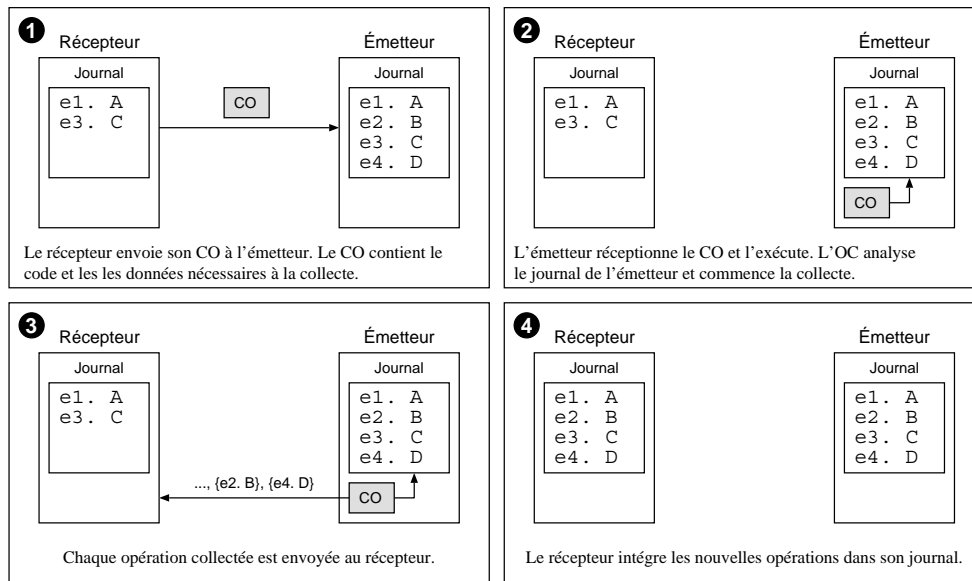 1
Récepteur
Émetteur
Journal
Journal
e1. A
e3. C
CO
e1. A
e2. B
e3. C
e4. D
Le récepteur envoie son CO à l'émetteur. Le CO contient le
code et les les données nécessaires à la collecte.
2
Récepteur
Émetteur
Journal
Journal
e1. A
e3. C
e1. A
e2. B
e3. C
e4. D
CO
L'émetteur réceptionne le CO et l'exécute. L'OC analyse
le journal de l'émetteur et commence la collecte.
3
Récepteur
Émetteur
Journal
Journal
e1. A
e3. C
e1. A
e2. B
e3. C
e4. D
..., {e2. B}, {e4. D}
CO
Chaque opération collectée est envoyée au récepteur.
4
Récepteur
Émetteur
Journal
Journal
e1. A
e2. B
e3. C
e4. D
e1. A
e2. B
e3. C
e4. D
Le récepteur intégre les nouvelles opérations dans son journal.